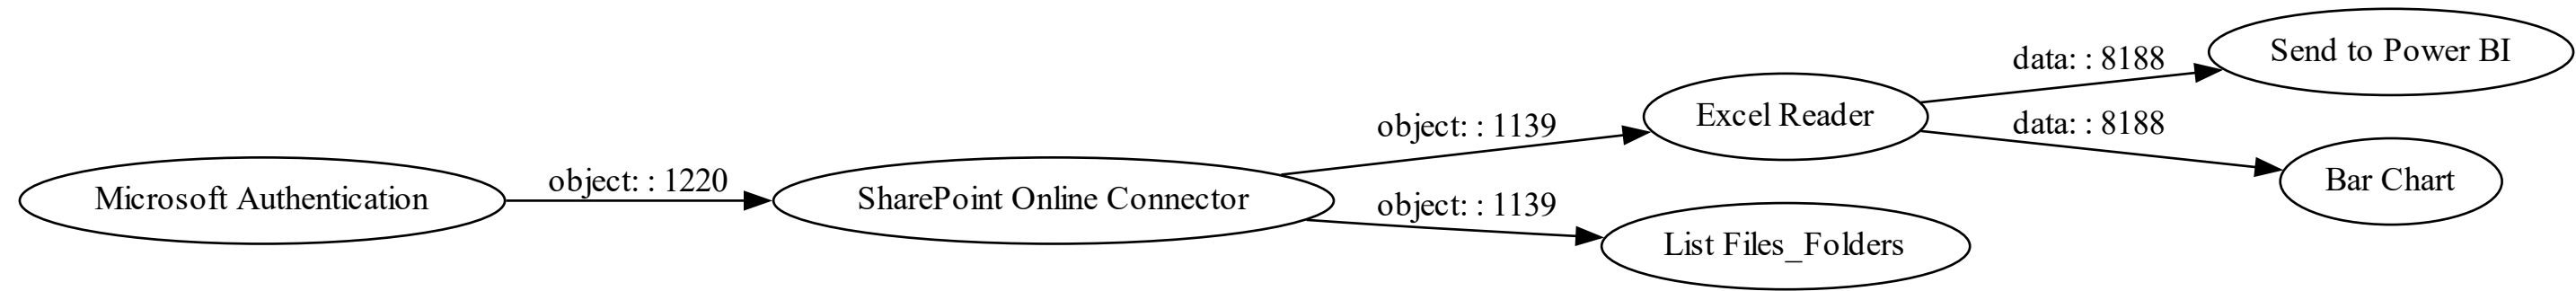 Microsoft Authentication
object: : 1220
SharePoint Online Connector
object: : 1139
object: : 1139
Excel Reader
List Files_Folders
data: : 8188
data: : 8188
Send to Power BI
Bar Chart